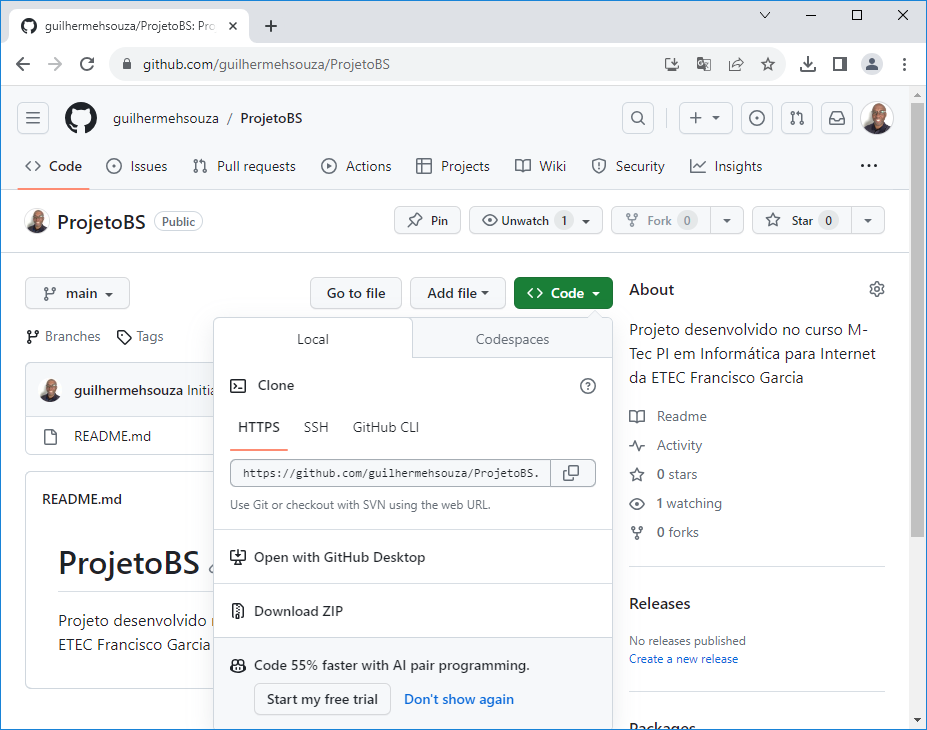 guilhermehsouza/ProjetoBS: Pro
github.com/guilhermehsouza/ProjetoBS
guilhermehsouza / ProjetoBS
Code Issues Pull requests Actions Projects Wiki Security Insights
ProjetoBS Public Pin Unwatch 1 Fork 0 Star 0
main Go to file Add file Code
Branches Tags
guilhermehsouza Initia
README.md
README.md
ProjetoBS
Projeto desenvolvido
ETEC Francisco Garcia
Local Codespaces
Clone
HTTPS SSH GitHub CLI
https://github.com/guilhermehsouza/ProjetoBS.
Use Git or checkout with SVN using the web URL.
Open with GitHub Desktop
Download ZIP
Code 55% faster with AI pair programming.
Start my free trial Don't show again
About
Projeto desenvolvido no curso M-
Tec PI em Informática para Internet
da ETEC Francisco Garcia
Readme
Activity
0 stars
1 watching
0 forks
Releases
No releases published
Create a new release
Packages